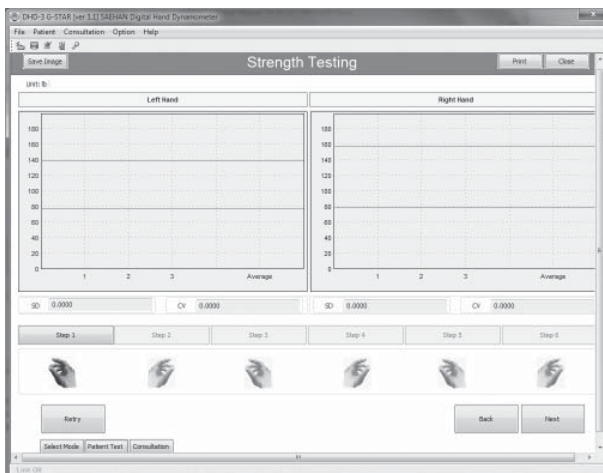 DHD-3 G-STAR [ver 1.1] SAEHAN Digital Hand Dynamometer
File Patient Consultation Option Help
Save Image Strength Testing Print Close
Unit: lb
Left Hand Right Hand
180 180
160 160
140 140
120 120
100 100
80 80
60 60
40 40
20 20
0 0
1 2 3 Average 1 2 3 Average
SD 0.0000 CV 0.0000 SD 0.0000 CV 0.0000
Step 1 Step 2 Step 3 Step 4 Step 5 Step 6
Retry Back Next
Select Mode Patient Test Consultation
Link OK